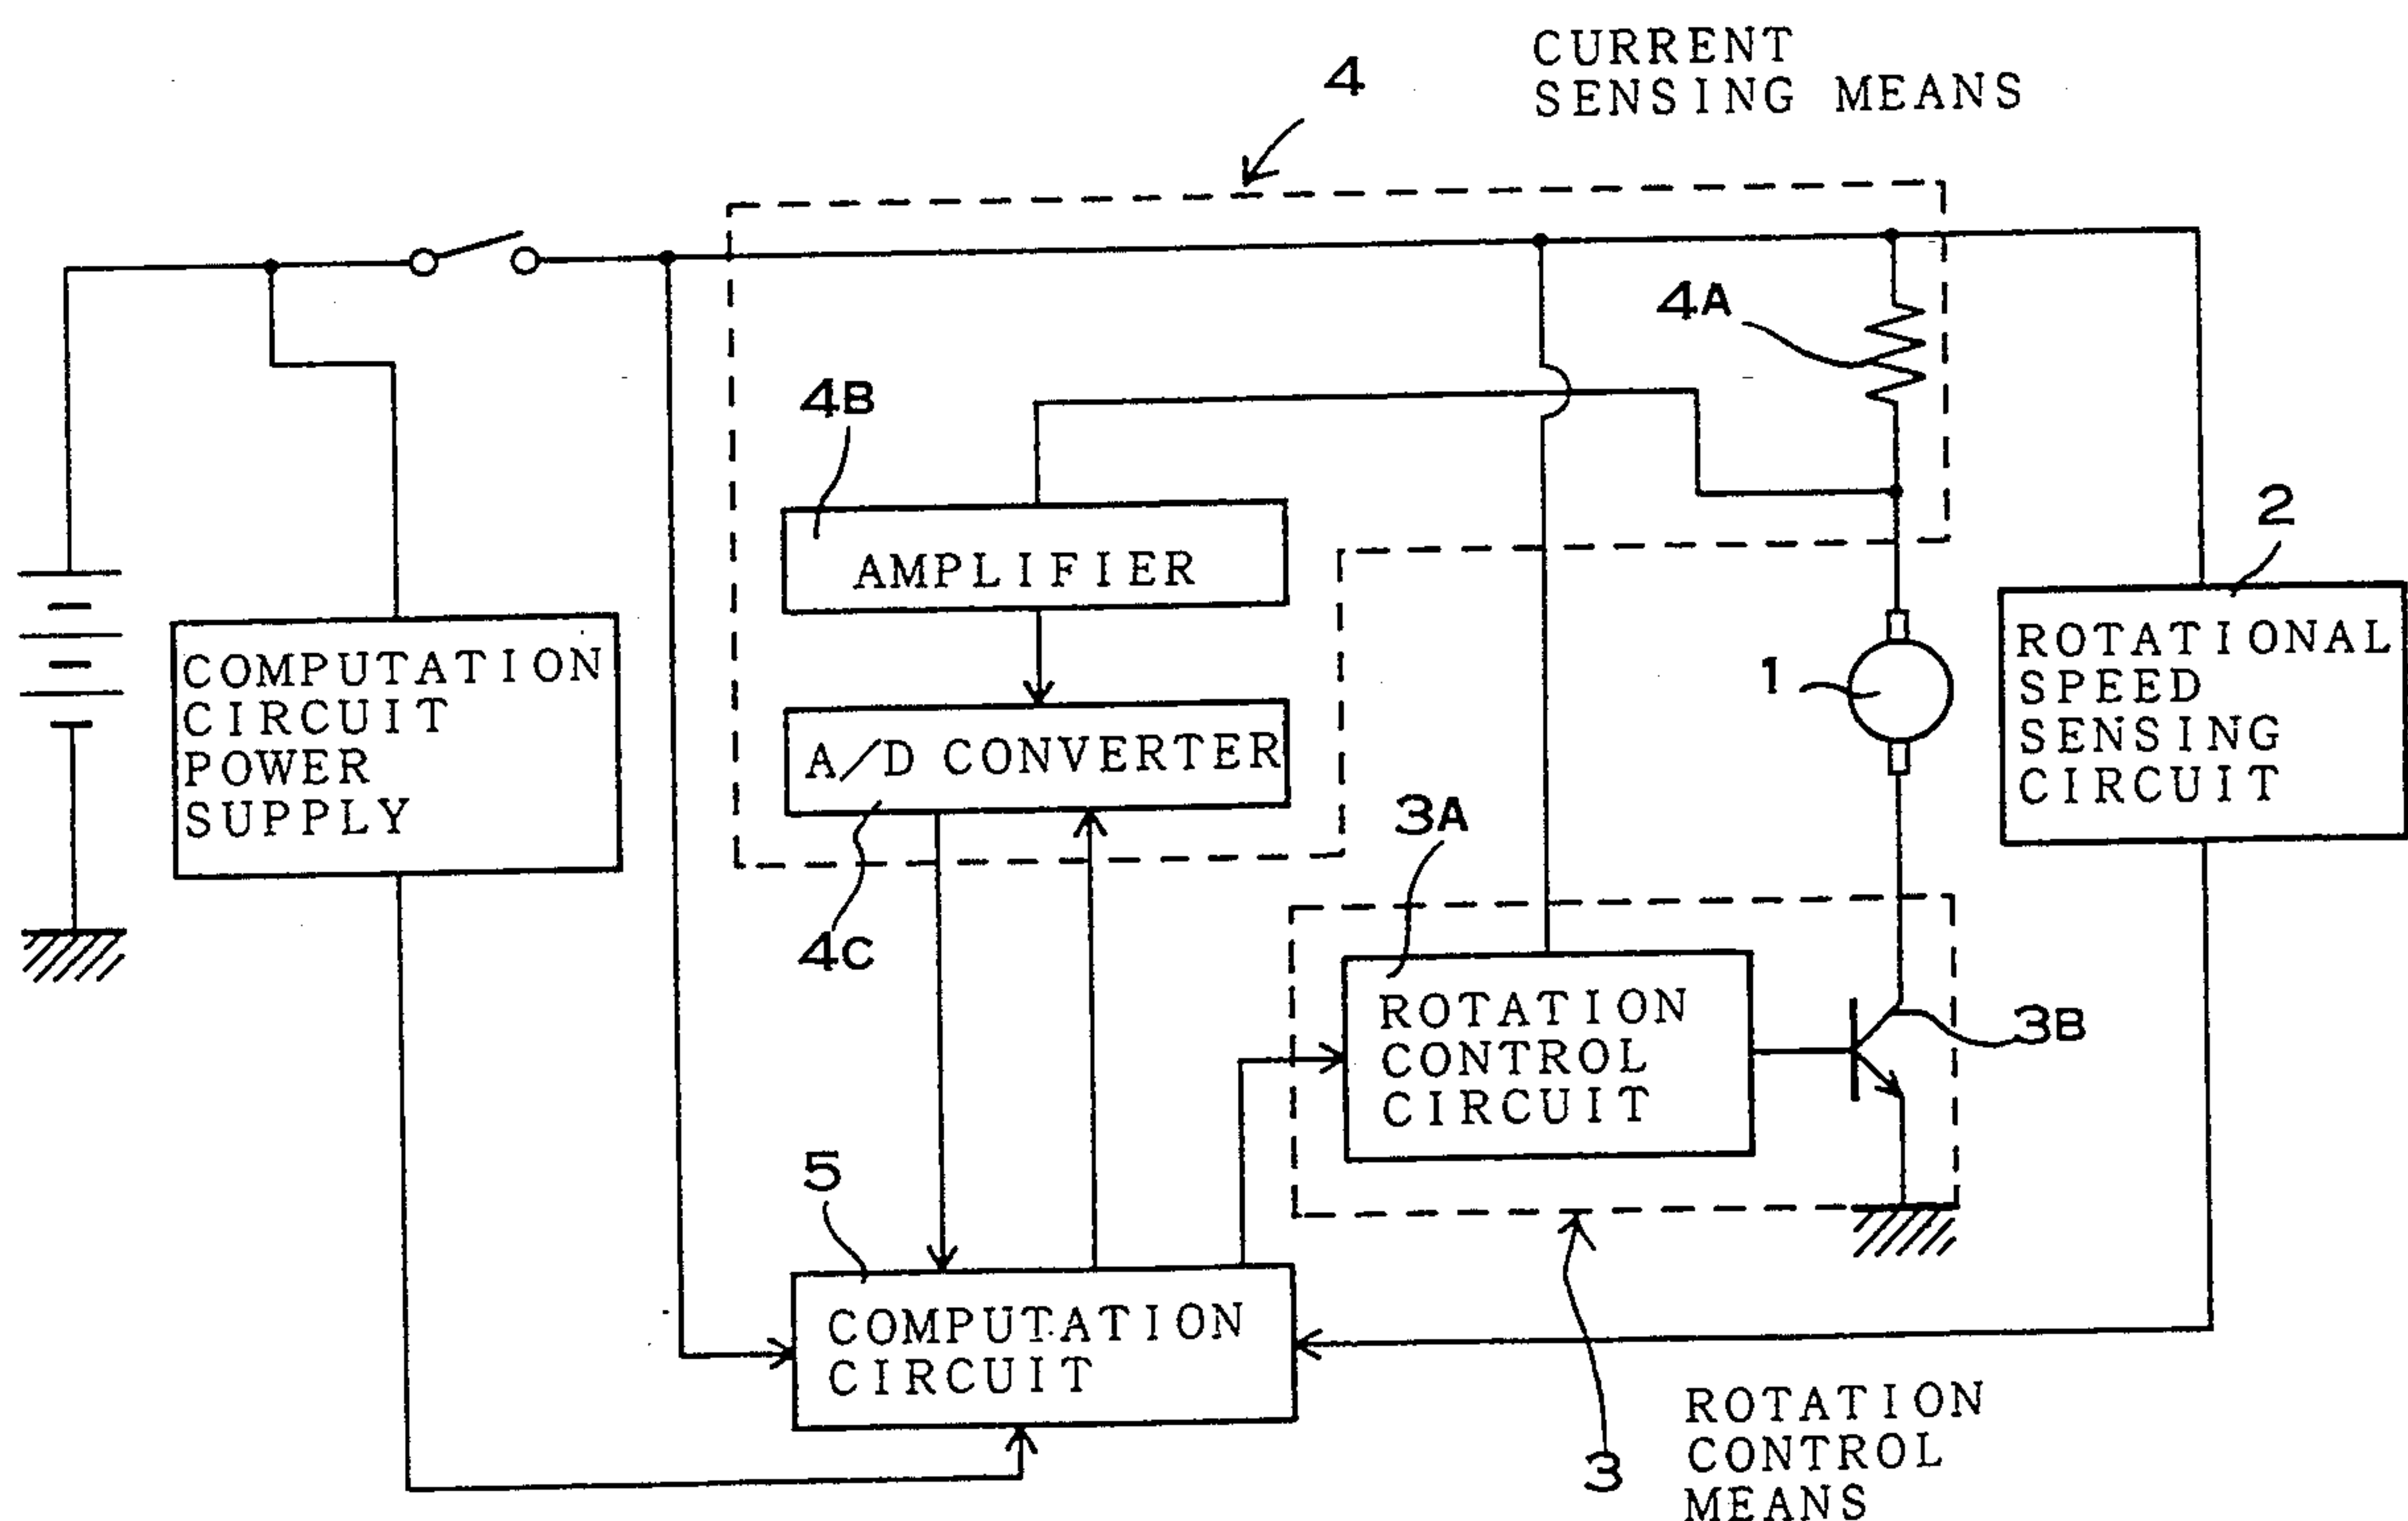 4
CURRENT
SENSING MEANS
4A
4B
AMPLIFIER
2
COMPUTATION
CIRCUIT
POWER
SUPPLY
ROTATIONAL
SPEED
SENSING
CIRCUIT
1
A/D CONVERTER
3A
4C
ROTATION
CONTROL
CIRCUIT
3B
5
COMPUTATION
CIRCUIT
3
ROTATION
CONTROL
MEANS